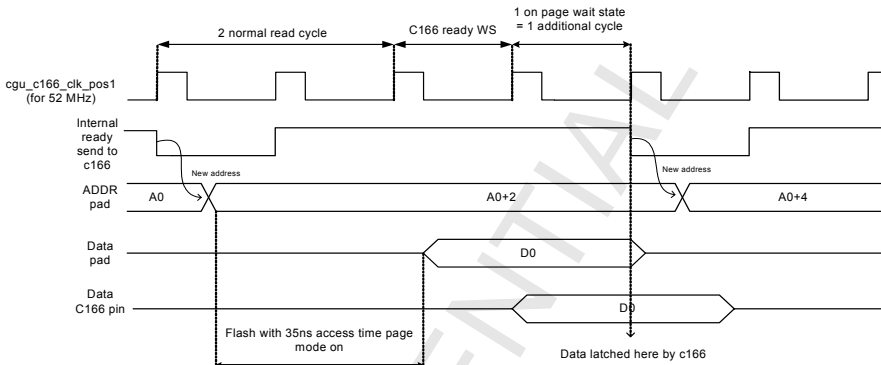 1 on page wait state
= 1 additional cycle
2 normal read cycle
C166 ready WS
cgu_c166_clk_pos1
(for 52 MHz)
Internal
ready
send to
c166
New address
New address
ADDR
pad
A0
A0+2
A0+4
Data
pad
D0
Data
C166 pin
D0
Flash with 35ns access time page
mode on
Data latched here by c166
ENTIAL